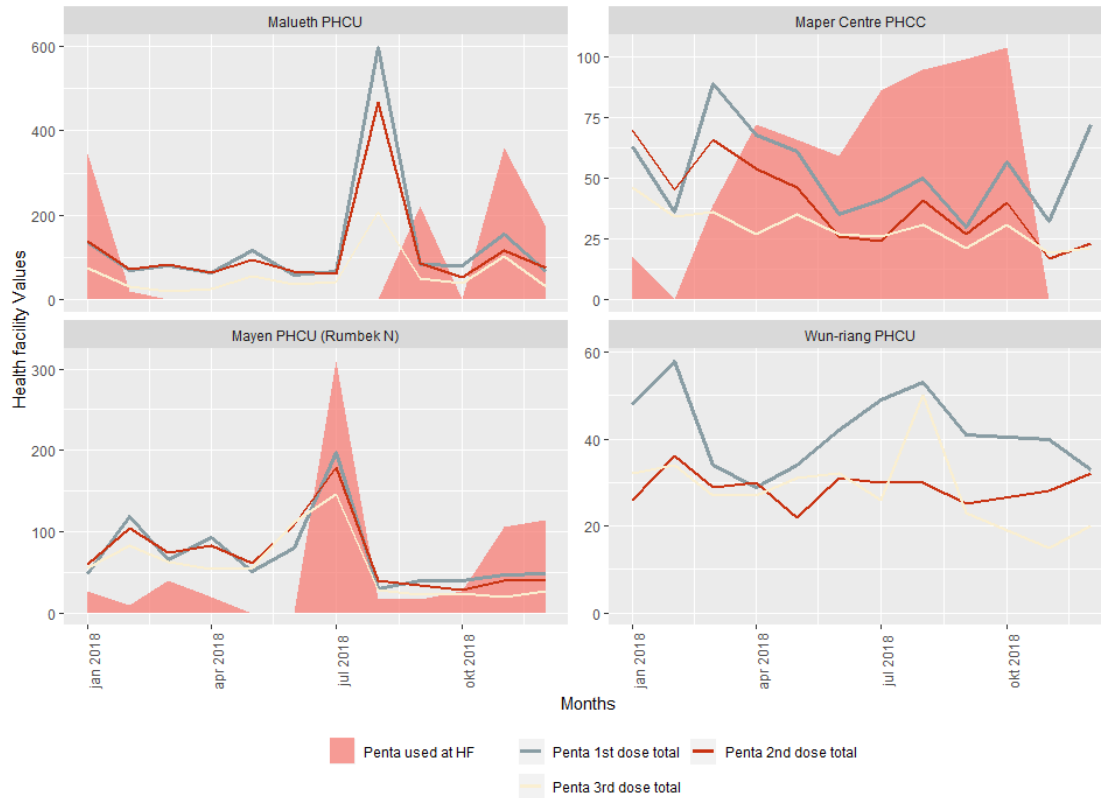 Malueth PHCU
Maper Centre PHCC
600
400
200
0
100
75
50
25
0
Mayen PHCU (Rumbek N)
Wun-riang PHCU
300
200
100
0
60
40
20
0
Health facility Values
jan 2018
apr 2018
jul 2018
okt 2018
jan 2018
apr 2018
jul 2018
okt 2018
Months
Penta used at HF
Penta 1st dose total
Penta 2nd dose total
Penta 3rd dose total